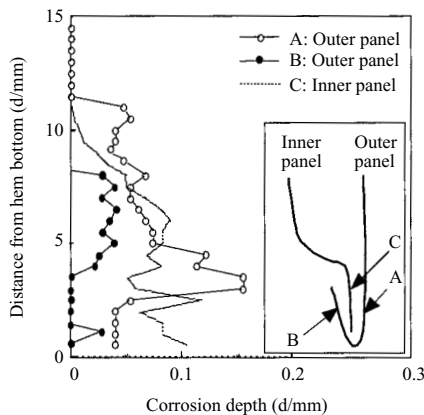 15
10
5
0
0
0.1
0.2
0.3
Distance from hem bottom (d/mm)
Corrosion depth (d/mm)
A: Outer panel
B: Outer panel
C: Inner panel
Inner panel
Outer panel
C
A
B